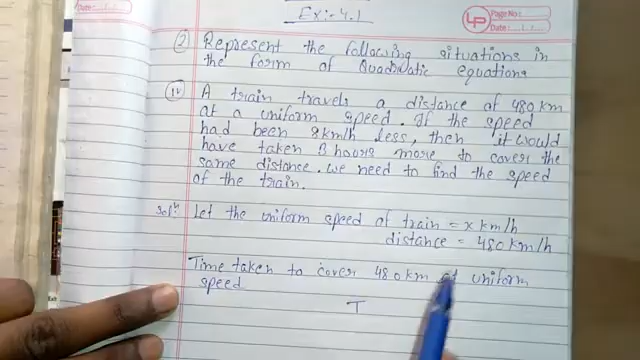 Date:
Ex:- 4.1
Page No:
Date:
2) Represent the following situations in
the form of Quadratic equations
iv) A train travels a distance of 480 km
at a uniform speed. If the speed
had been 8km/h less, then it would
have taken 3 hours more to cover the
same distance. we need to find the speed
of the train.
Solⁿ: Let the uniform speed of train = x km/h
distance = 480 km/h
Time taken to cover 480 km at uniform
speed
T